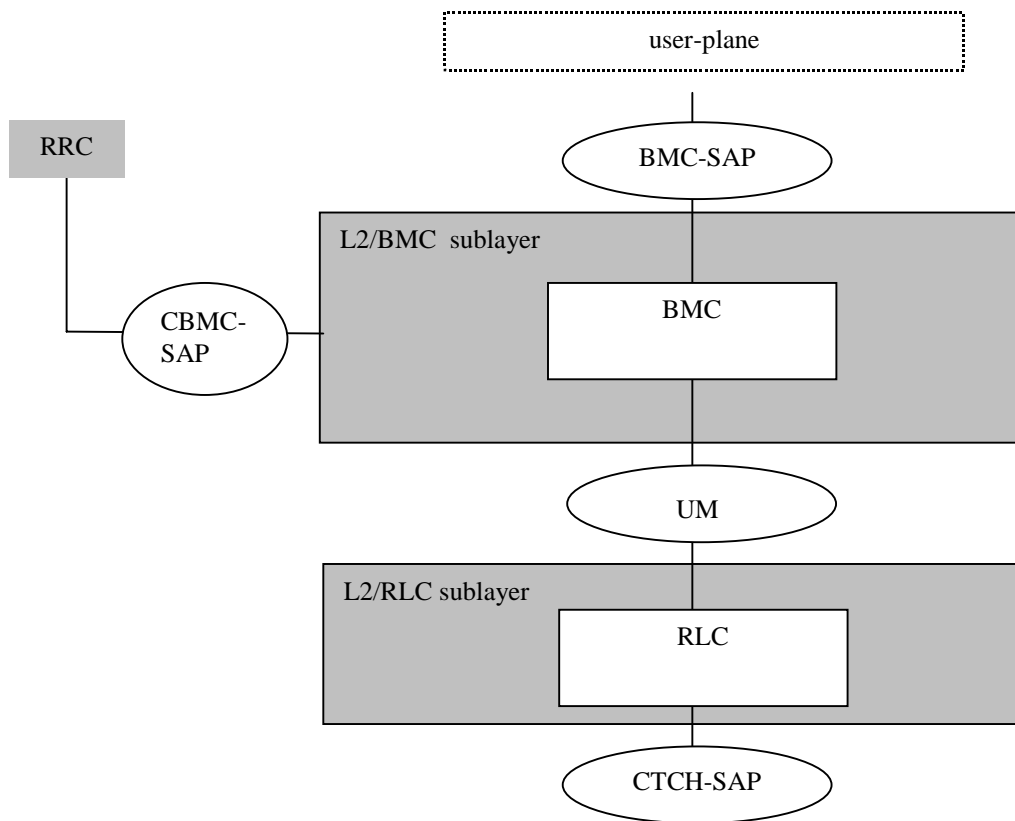 user-plane
RRC
BMC-SAP
L2/BMC sublayer
BMC
CBMC-
SAP
UM
L2/RLC sublayer
RLC
CTCH-SAP